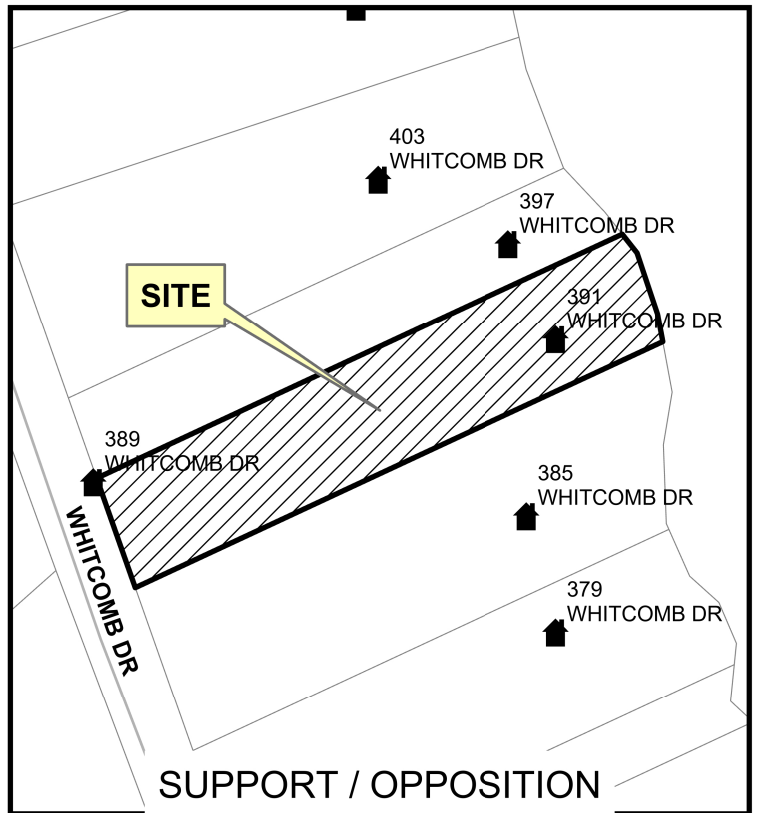 403
WHITCOMB DR
397
WHITCOMB DR
SITE
391
WHITCOMB DR
389
WHITCOMB DR
385
WHITCOMB DR
WHITCOMB DR
379
WHITCOMB DR
SUPPORT / OPPOSITION